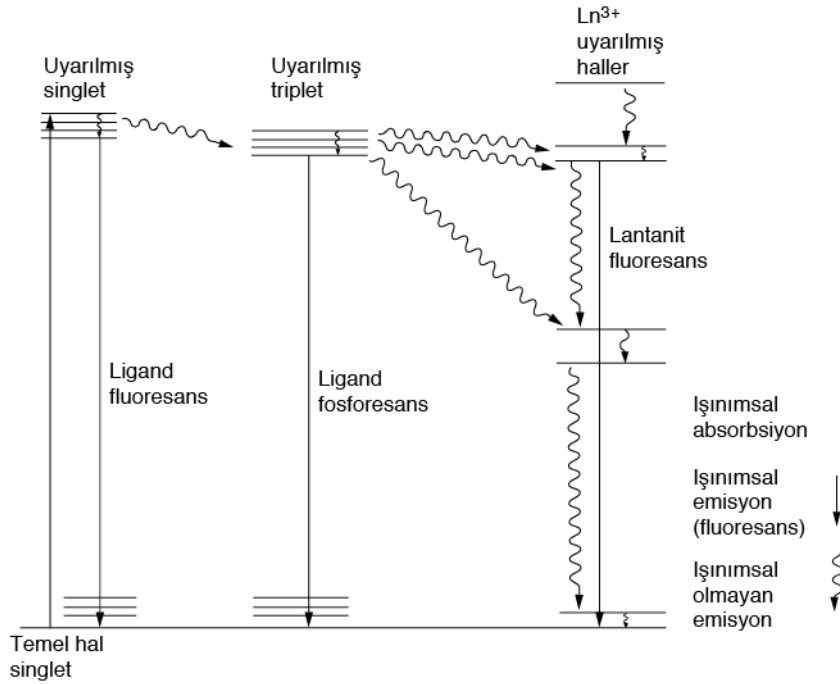 Ln3+
uyarılmış
haller
Uyarılmış
singlet
Uyarılmış
triplet
Lantanit
fluoresans
Ligand
fluoresans
Ligand
fosforesans
Işınımsal
absorbsiyon
Işınımsal
emisyon
(fluoresans)
Işınımsal
olmayan
emisyon
Temel hal
singlet